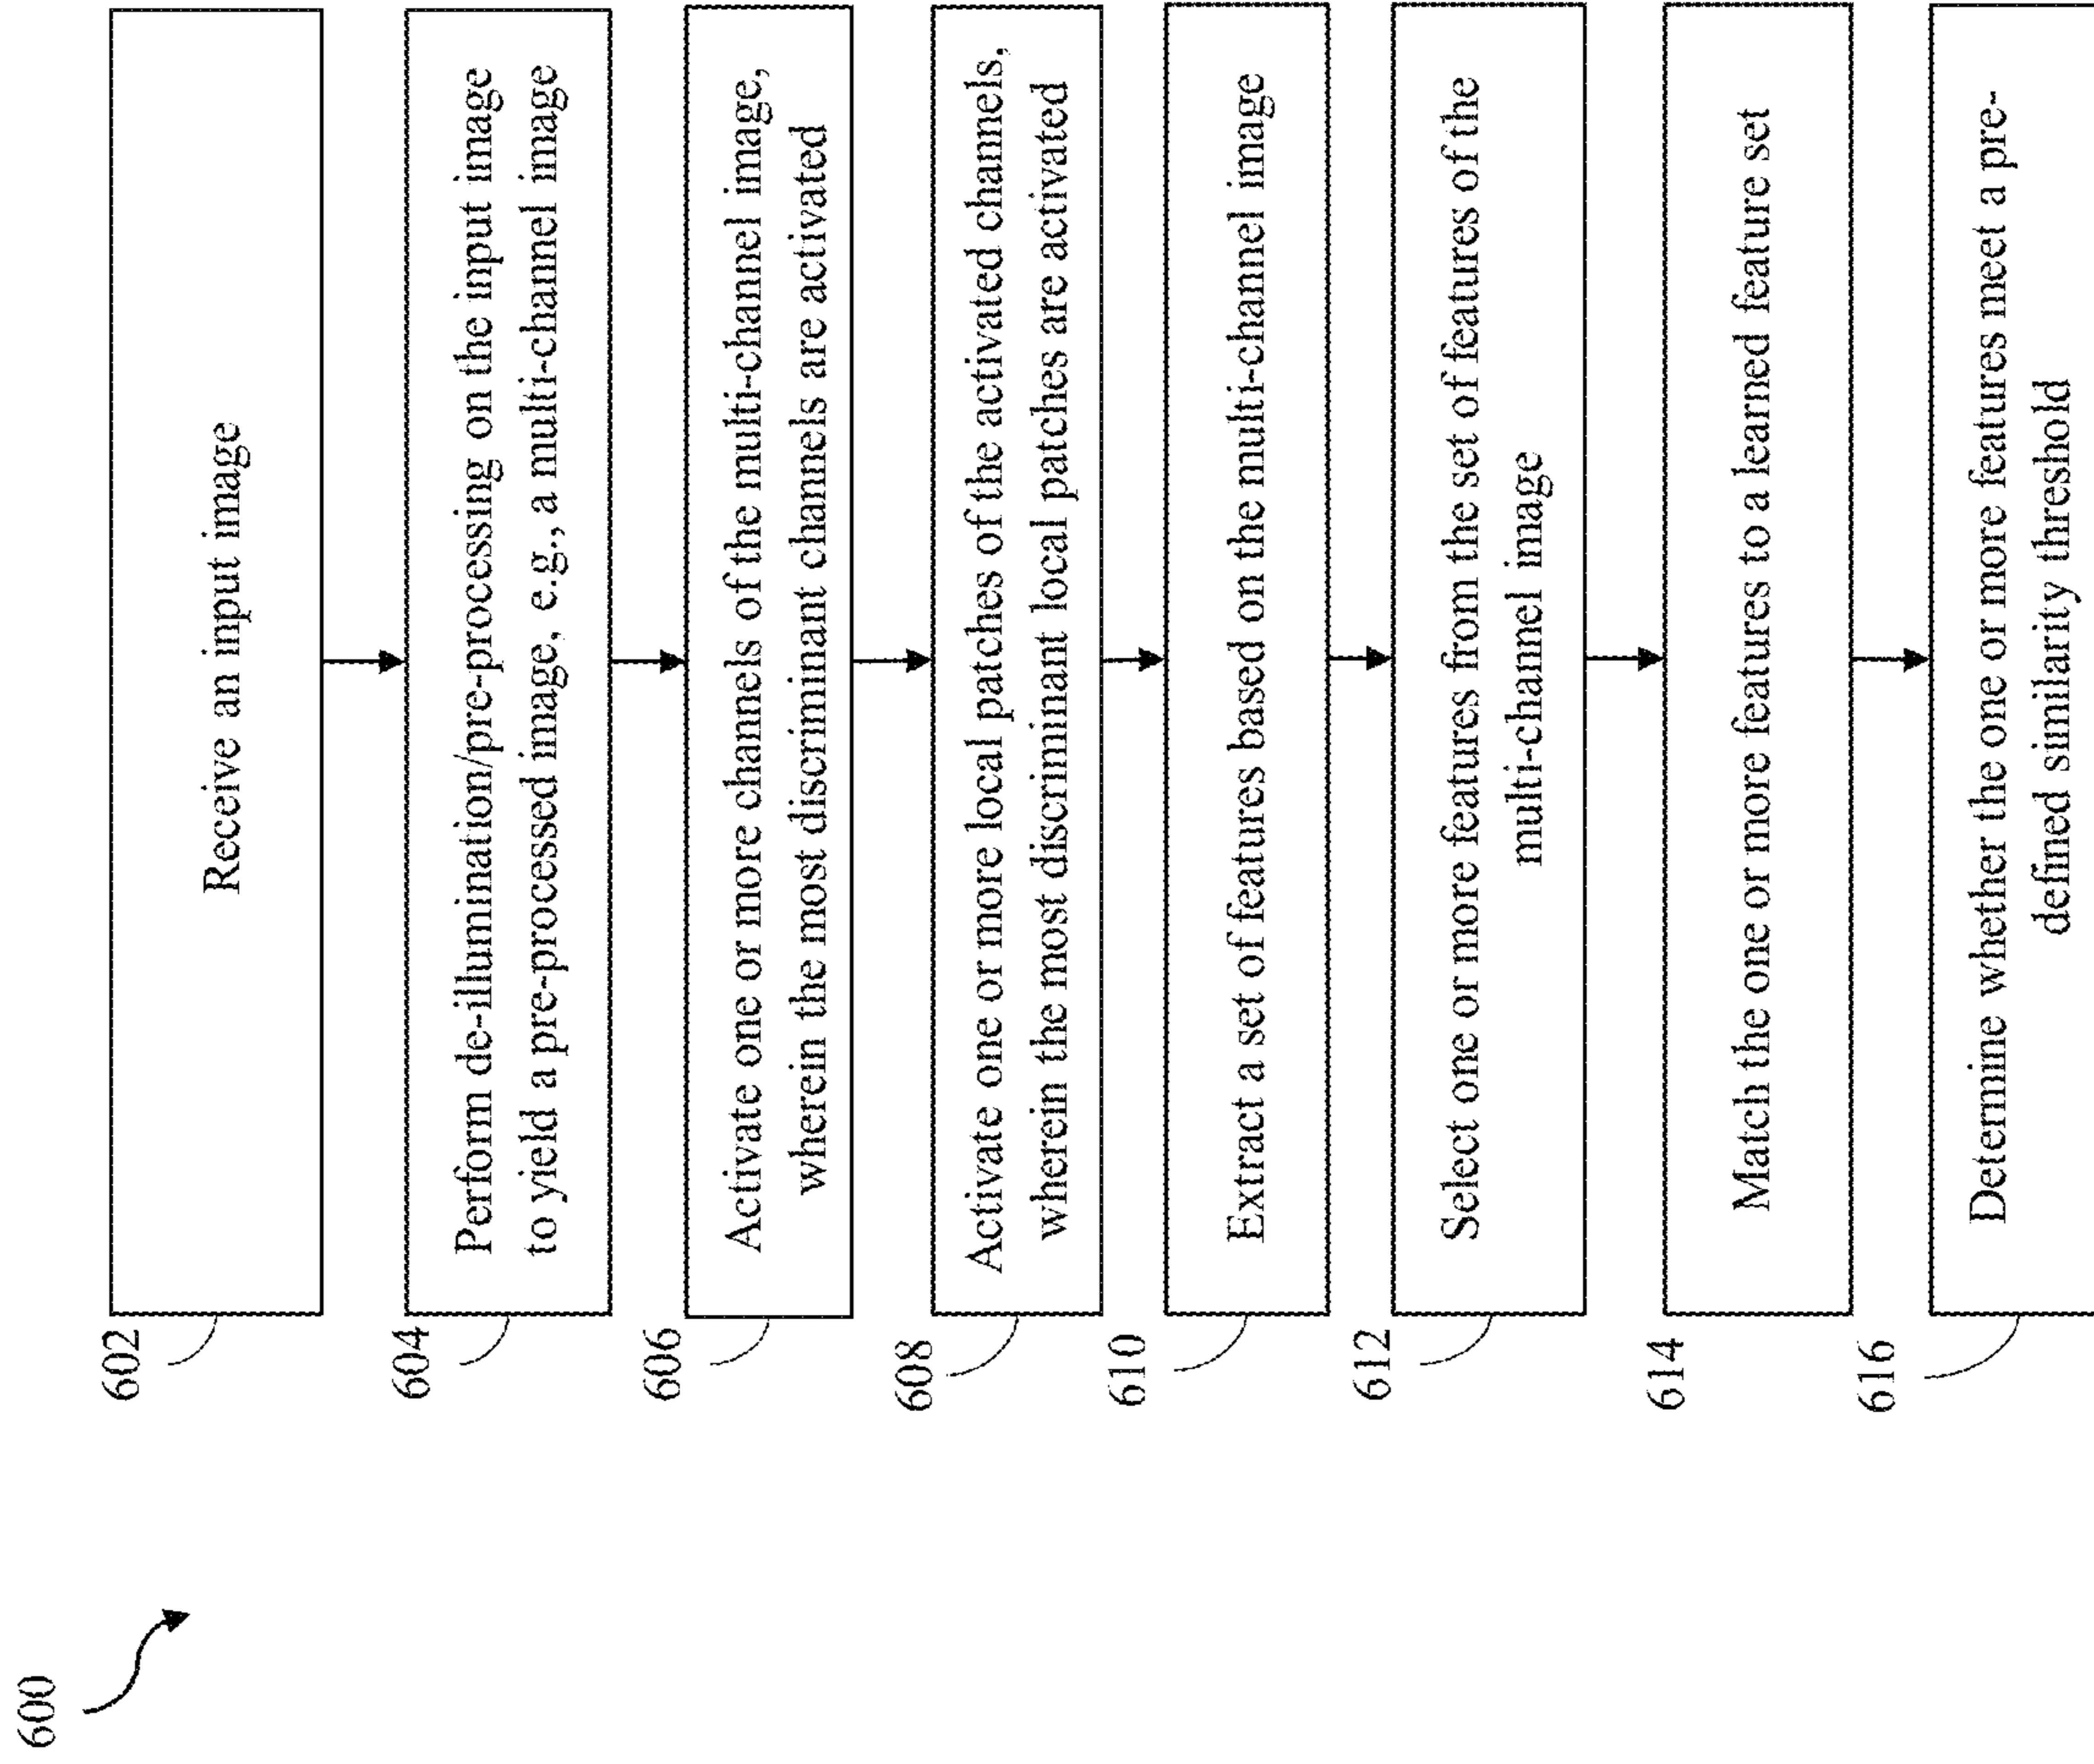 600
602
Receive an input image
604
Perform de-illumination/pre-processing on the input image
to yield a pre-processed image, e.g., a multi-channel image
606
Activate one or more channels of the multi-channel image,
wherein the most discriminant channels are activated
608
Activate one or more local patches of the activated channels,
wherein the most discriminant local patches are activated
610
Extract a set of features based on the multi-channel image
612
Select one or more features from the set of features of the
multi-channel image
614
Match the one or more features to a learned feature set
616
Determine whether the one or more features meet a pre-
defined similarity threshold